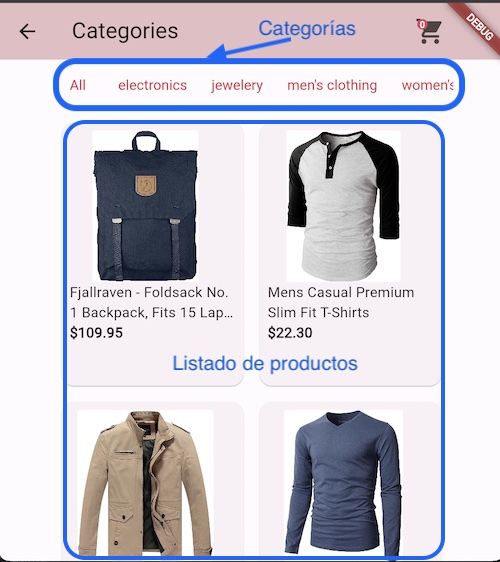 Categories
Categorías
0
DEBUG
All electronics jewelery men's clothing women's
Fjallraven - Foldsack No.
1 Backpack, Fits 15 Lap...
$109.95
Mens Casual Premium
Slim Fit T-Shirts
$22.30
Listado de productos